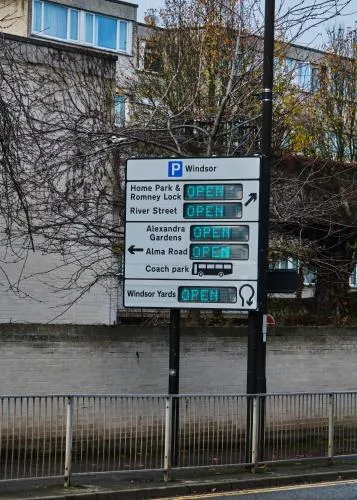 P Windsor
Home Park & OPEN
Romney Lock
River Street OPEN
Alexandra OPEN
Gardens
Alma Road OPEN
Coach park
Windsor Yards OPEN